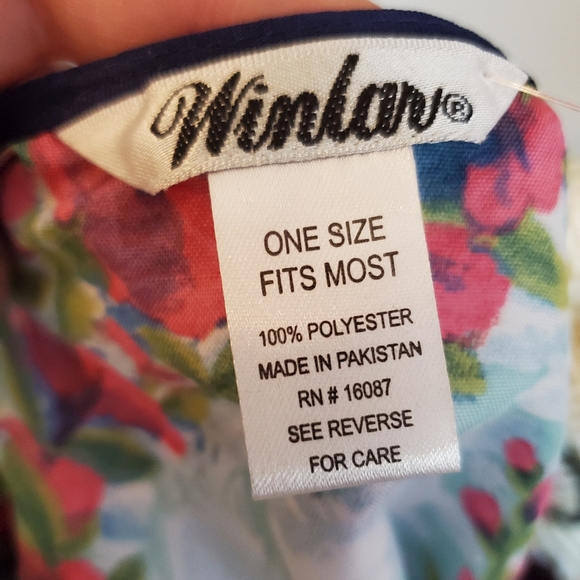 Winlar®
ONE SIZE
FITS MOST
100% POLYESTER
MADE IN PAKISTAN
RN # 16087
SEE REVERSE
FOR CARE